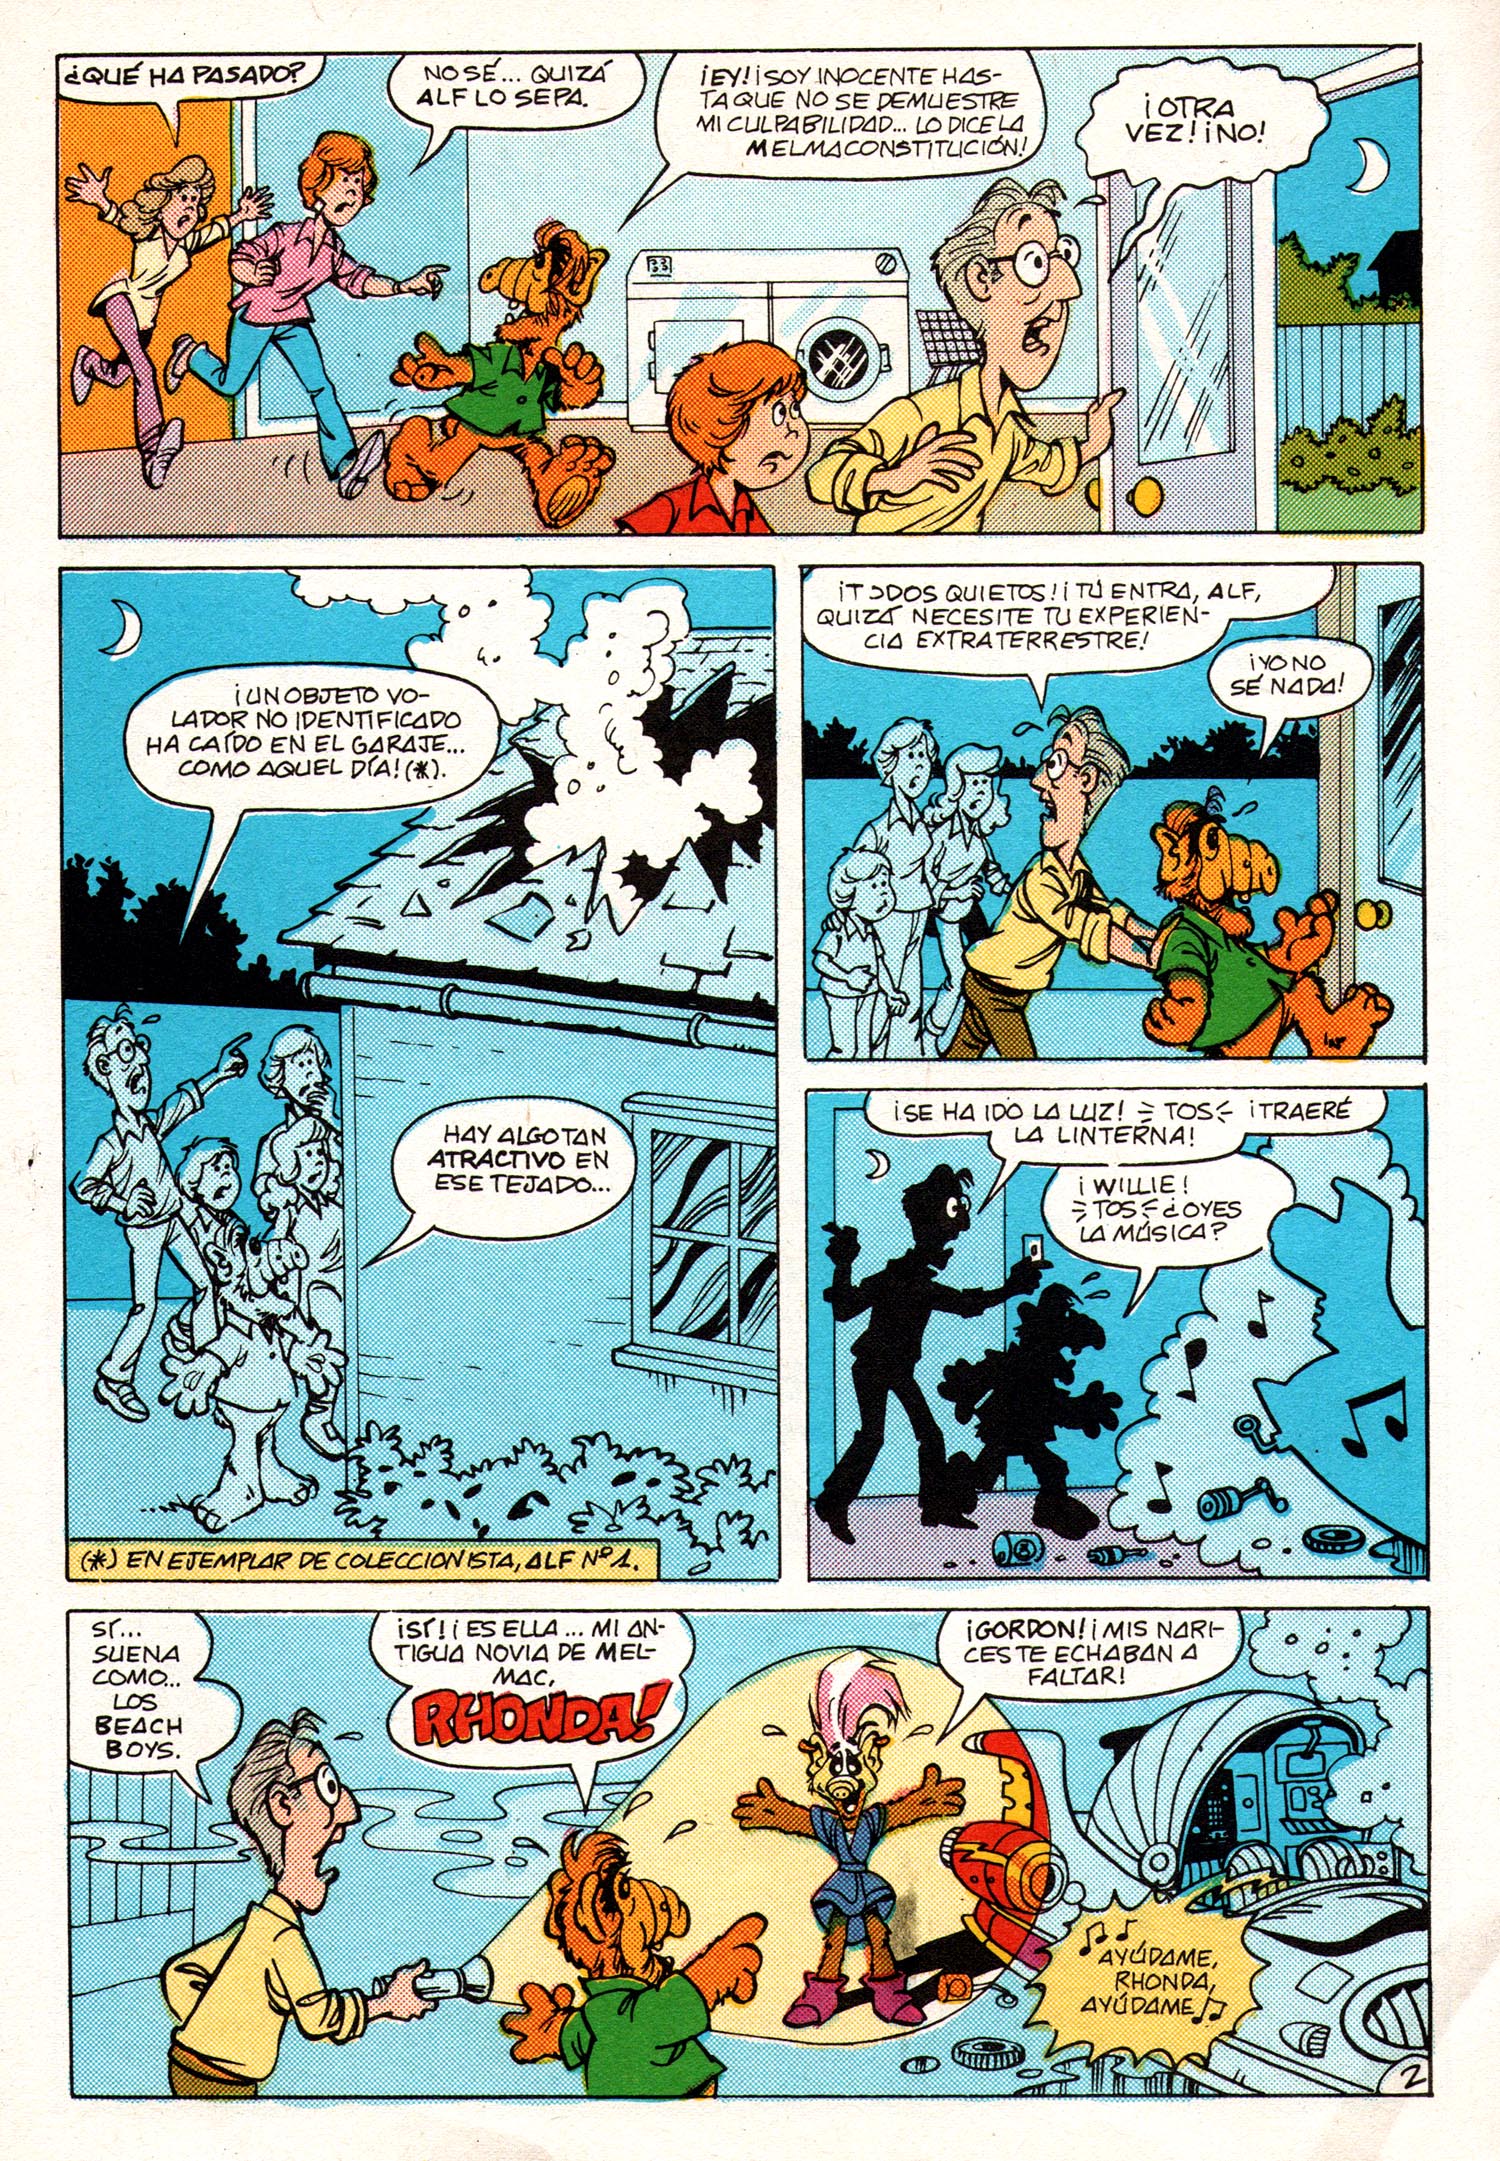 ¿QUÉ HA PASADO?
NO SÉ... QUIZÁ
ALF LO SEPA.
¡EY! ¡SOY INOCENTE HAS-
TA QUE NO SE DEMUESTRE
MI CULPABILIDAD... LO DICE LA
MELMACONSTITUCIÓN!
¡OTRA
VEZ! ¡NO!
¡UN OBJETO VO-
LADOR NO IDENTIFICADO
HA CAÍDO EN EL GARAJE...
COMO AQUEL DÍA! (*).
HAY ALGO TAN
ATRACTIVO EN
ESE TEJADO...
(*) EN EJEMPLAR DE COLECCIONISTA, ALF Nº 1.
¡TODOS QUIETOS! ¡TÚ ENTRA, ALF,
QUIZÁ NECESITE TU EXPERIEN-
CIA EXTRATERRESTRE!
¡YO NO
SÉ NADA!
¡SE HA IDO LA LUZ! TOS ¡TRAERÉ
LA LINTERNA!
¡WILLIE!
TOS ¿OYES
LA MÚSICA?
SÍ...
SUENA
COMO...
LOS
BEACH
BOYS.
¡SÍ! ¡ES ELLA... MI AN-
TIGUA NOVIA DE MEL-
MAC,
RHONDA!
¡GORDON! ¡MIS NARI-
CES TE ECHABAN A
FALTAR!
AYÚDAME,
RHONDA,
AYÚDAME
2